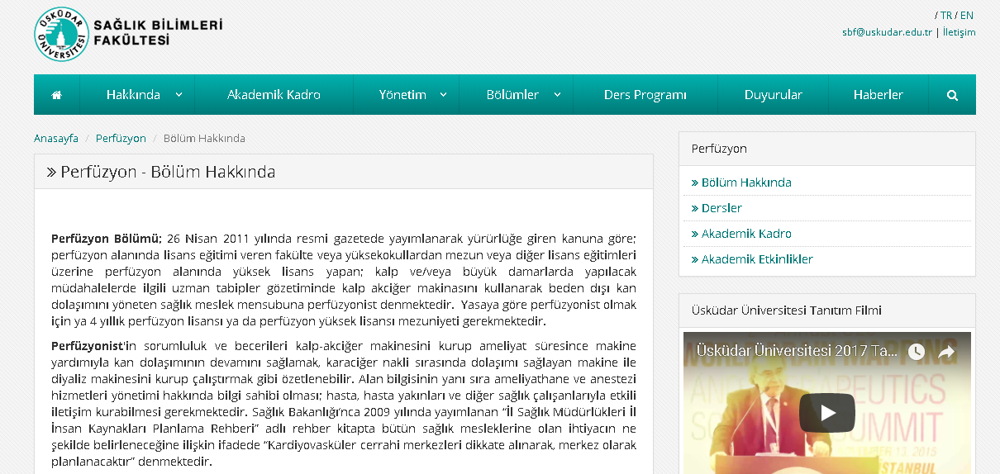 ÜSKÜDAR ÜNİVERSİTESİ
SAĞLIK BİLİMLERİ
FAKÜLTESİ
/ TR / EN
sbf@uskudar.edu.tr | İletişim
Hakkında
Akademik Kadro
Yönetim
Bölümler
Ders Programı
Duyurular
Haberler
Anasayfa / Perfüzyon / Bölüm Hakkında
» Perfüzyon - Bölüm Hakkında
Perfüzyon Bölümü; 26 Nisan 2011 yılında resmi gazetede yayımlanarak yürürlüğe giren kanuna göre;
perfüzyon alanında lisans eğitimi veren fakülte veya yüksekokullardan mezun veya diğer lisans eğitimleri
üzerine perfüzyon alanında yüksek lisans yapan; kalp ve/veya büyük damarlarda yapılacak
müdahalelerde ilgili uzman tabipler gözetiminde kalp akciğer makinasını kullanarak beden dışı kan
dolaşımını yöneten sağlık meslek mensubuna perfüzyonist denmektedir. Yasaya göre perfüzyonist olmak
için ya 4 yıllık perfüzyon lisansı ya da perfüzyon yüksek lisansı mezuniyeti gerekmektedir.
Perfüzyonist'in sorumluluk ve becerileri kalp-akciğer makinesini kurup ameliyat süresince makine
yardımıyla kan dolaşımının devamını sağlamak, karaciğer nakli sırasında dolaşımı sağlayan makine ile
diyaliz makinesini kurup çalıştırmak gibi özetlenebilir. Alan bilgisinin yanı sıra ameliyathane ve anestezi
hizmetleri yönetimi hakkında bilgi sahibi olması; hasta, hasta yakınları ve diğer sağlık çalışanlarıyla etkili
iletişim kurabilmesi gerekmektedir. Sağlık Bakanlığı’nca 2009 yılında yayımlanan “İl Sağlık Müdürlükleri İl
İnsan Kaynakları Planlama Rehberi” adlı rehber kitapta bütün sağlık mesleklerine olan ihtiyacın ne
şekilde belirleneceğine ilişkin ifadede “Kardiyovasküler cerrahi merkezleri dikkate alınarak, merkez olarak
planlanacaktır” denmektedir.
Perfüzyon
» Bölüm Hakkında
» Dersler
» Akademik Kadro
» Akademik Etkinlikler
Üsküdar Üniversitesi Tanıtım Filmi
Üsküdar Üniversitesi 2017 Ta...
SUMMIT
13, 2015
İSTANBUL